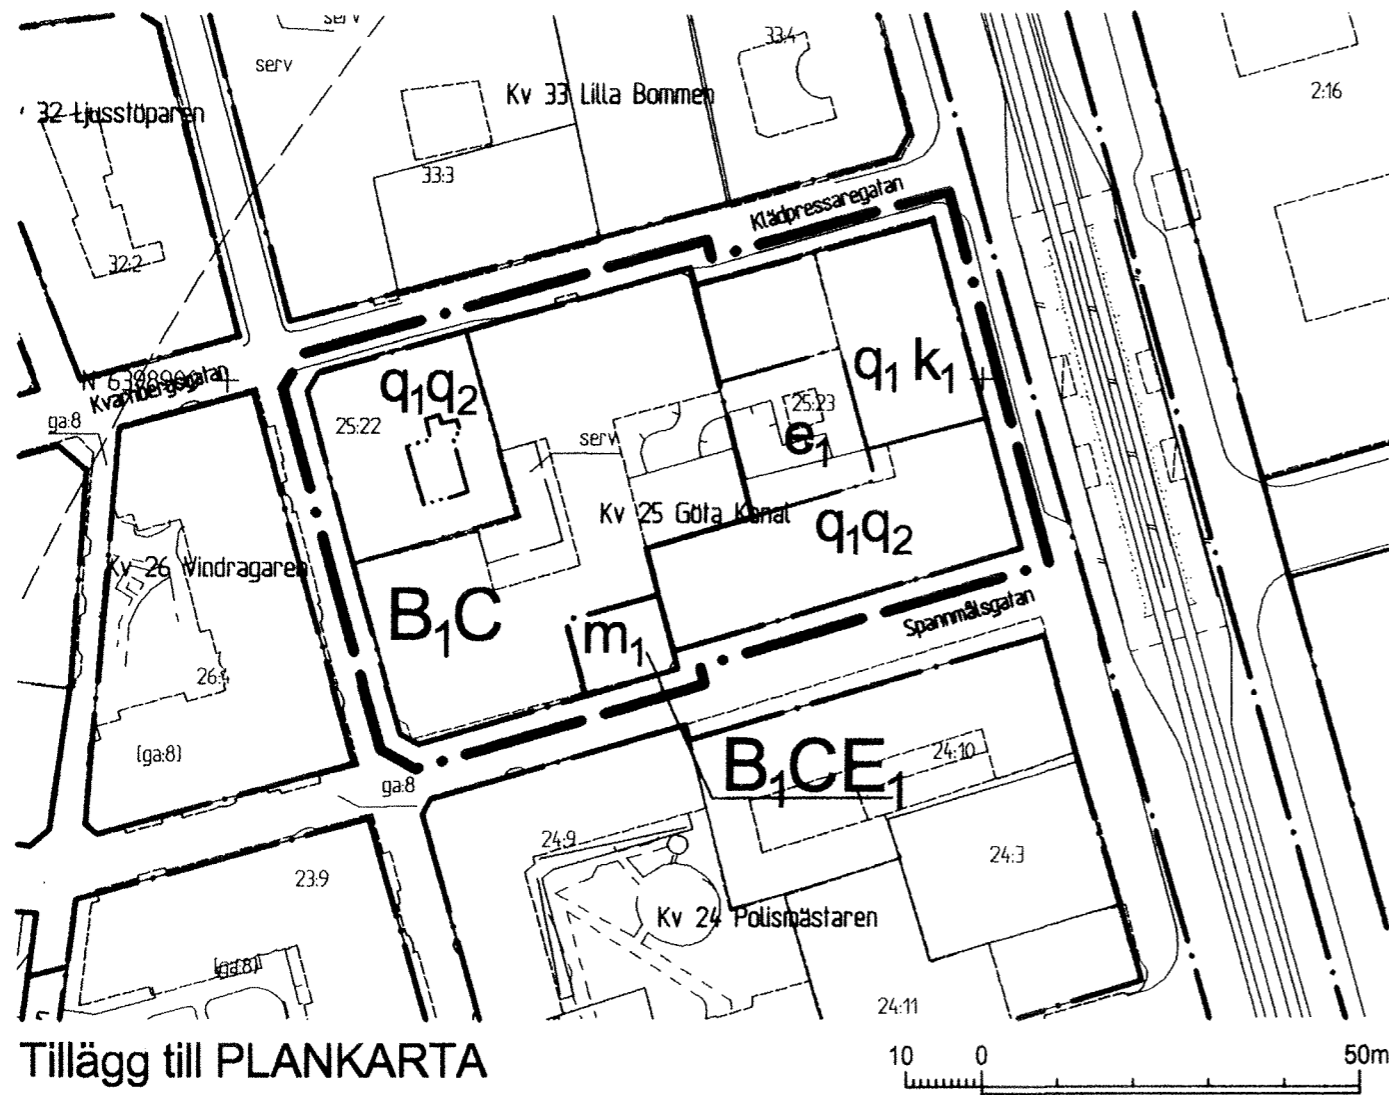 serv
serv
33:4
Kv 33 Lilla Bommen
2:16
32 Ljusstöparen
33:3
Klädpressaregatan
32:2
Kvarnbergsgatan
q₁q₂
q₁ k₁
ga:8
25:22
25:23
serv
e₁
Kv 25 Göta Kanal
q₁q₂
Kv 26 Vindragaren
B₁C
m₁
Spannmålsgatan
26:4
(ga:8)
B₁CE₁
24:10
ga:8
24:9
24:3
23:9
Kv 24 Polismästaren
(ga:8)
24:11
Tillägg till PLANKARTA
10 0 50m